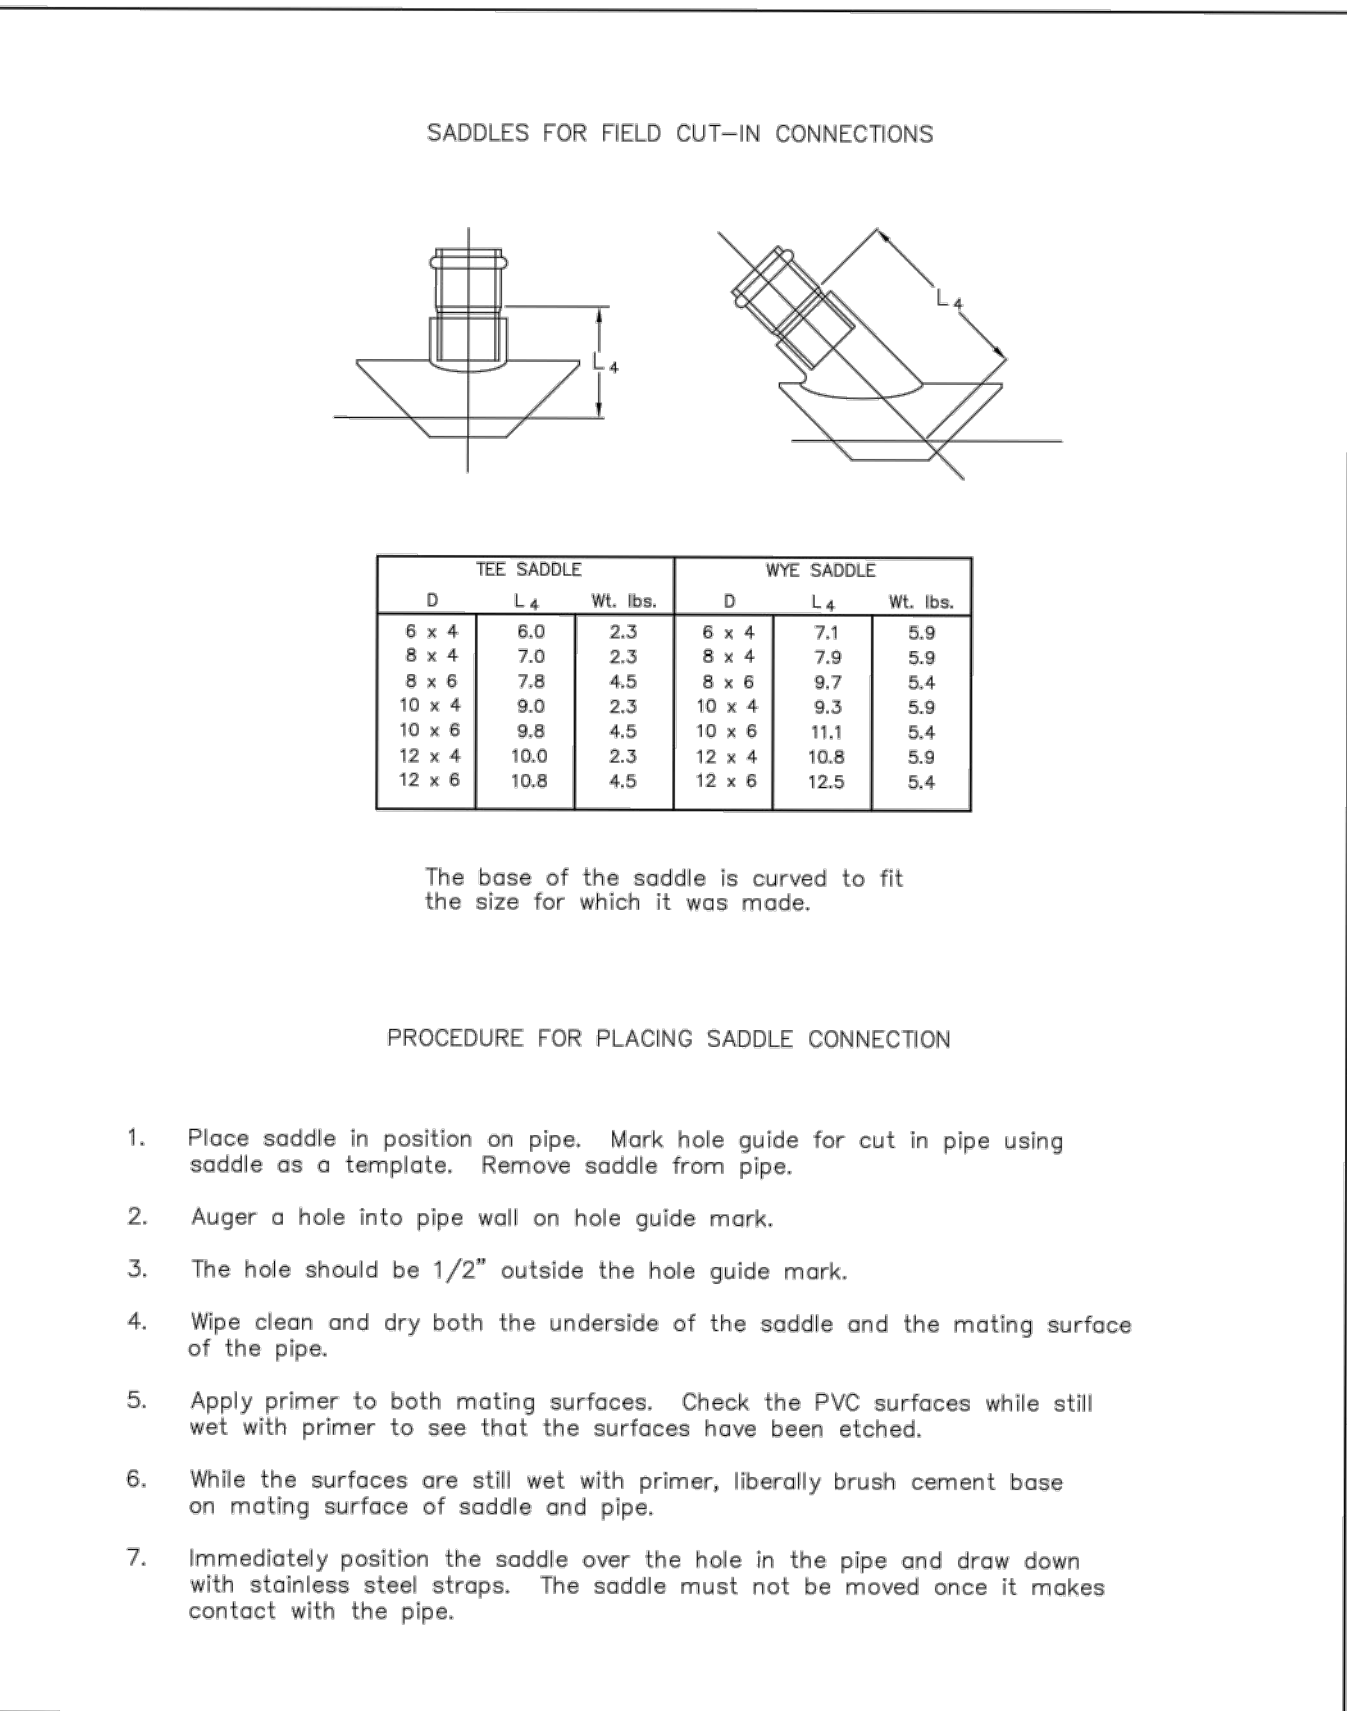 SADDLES FOR FIELD CUT–IN CONNECTIONS
L4
L4
TEE SADDLE WYE SADDLE
D L4 Wt. lbs. D L4 Wt. lbs.
6 x 4 6.0 2.3 6 x 4 7.1 5.9
8 x 4 7.0 2.3 8 x 4 7.9 5.9
8 x 6 7.8 4.5 8 x 6 9.7 5.4
10 x 4 9.0 2.3 10 x 4 9.3 5.9
10 x 6 9.8 4.5 10 x 6 11.1 5.4
12 x 4 10.0 2.3 12 x 4 10.8 5.9
12 x 6 10.8 4.5 12 x 6 12.5 5.4
The base of the saddle is curved to fit
the size for which it was made.
PROCEDURE FOR PLACING SADDLE CONNECTION
1. Place saddle in position on pipe. Mark hole guide for cut in pipe using
saddle as a template. Remove saddle from pipe.
2. Auger a hole into pipe wall on hole guide mark.
3. The hole should be 1/2" outside the hole guide mark.
4. Wipe clean and dry both the underside of the saddle and the mating surface
of the pipe.
5. Apply primer to both mating surfaces. Check the PVC surfaces while still
wet with primer to see that the surfaces have been etched.
6. While the surfaces are still wet with primer, liberally brush cement base
on mating surface of saddle and pipe.
7. Immediately position the saddle over the hole in the pipe and draw down
with stainless steel straps. The saddle must not be moved once it makes
contact with the pipe.